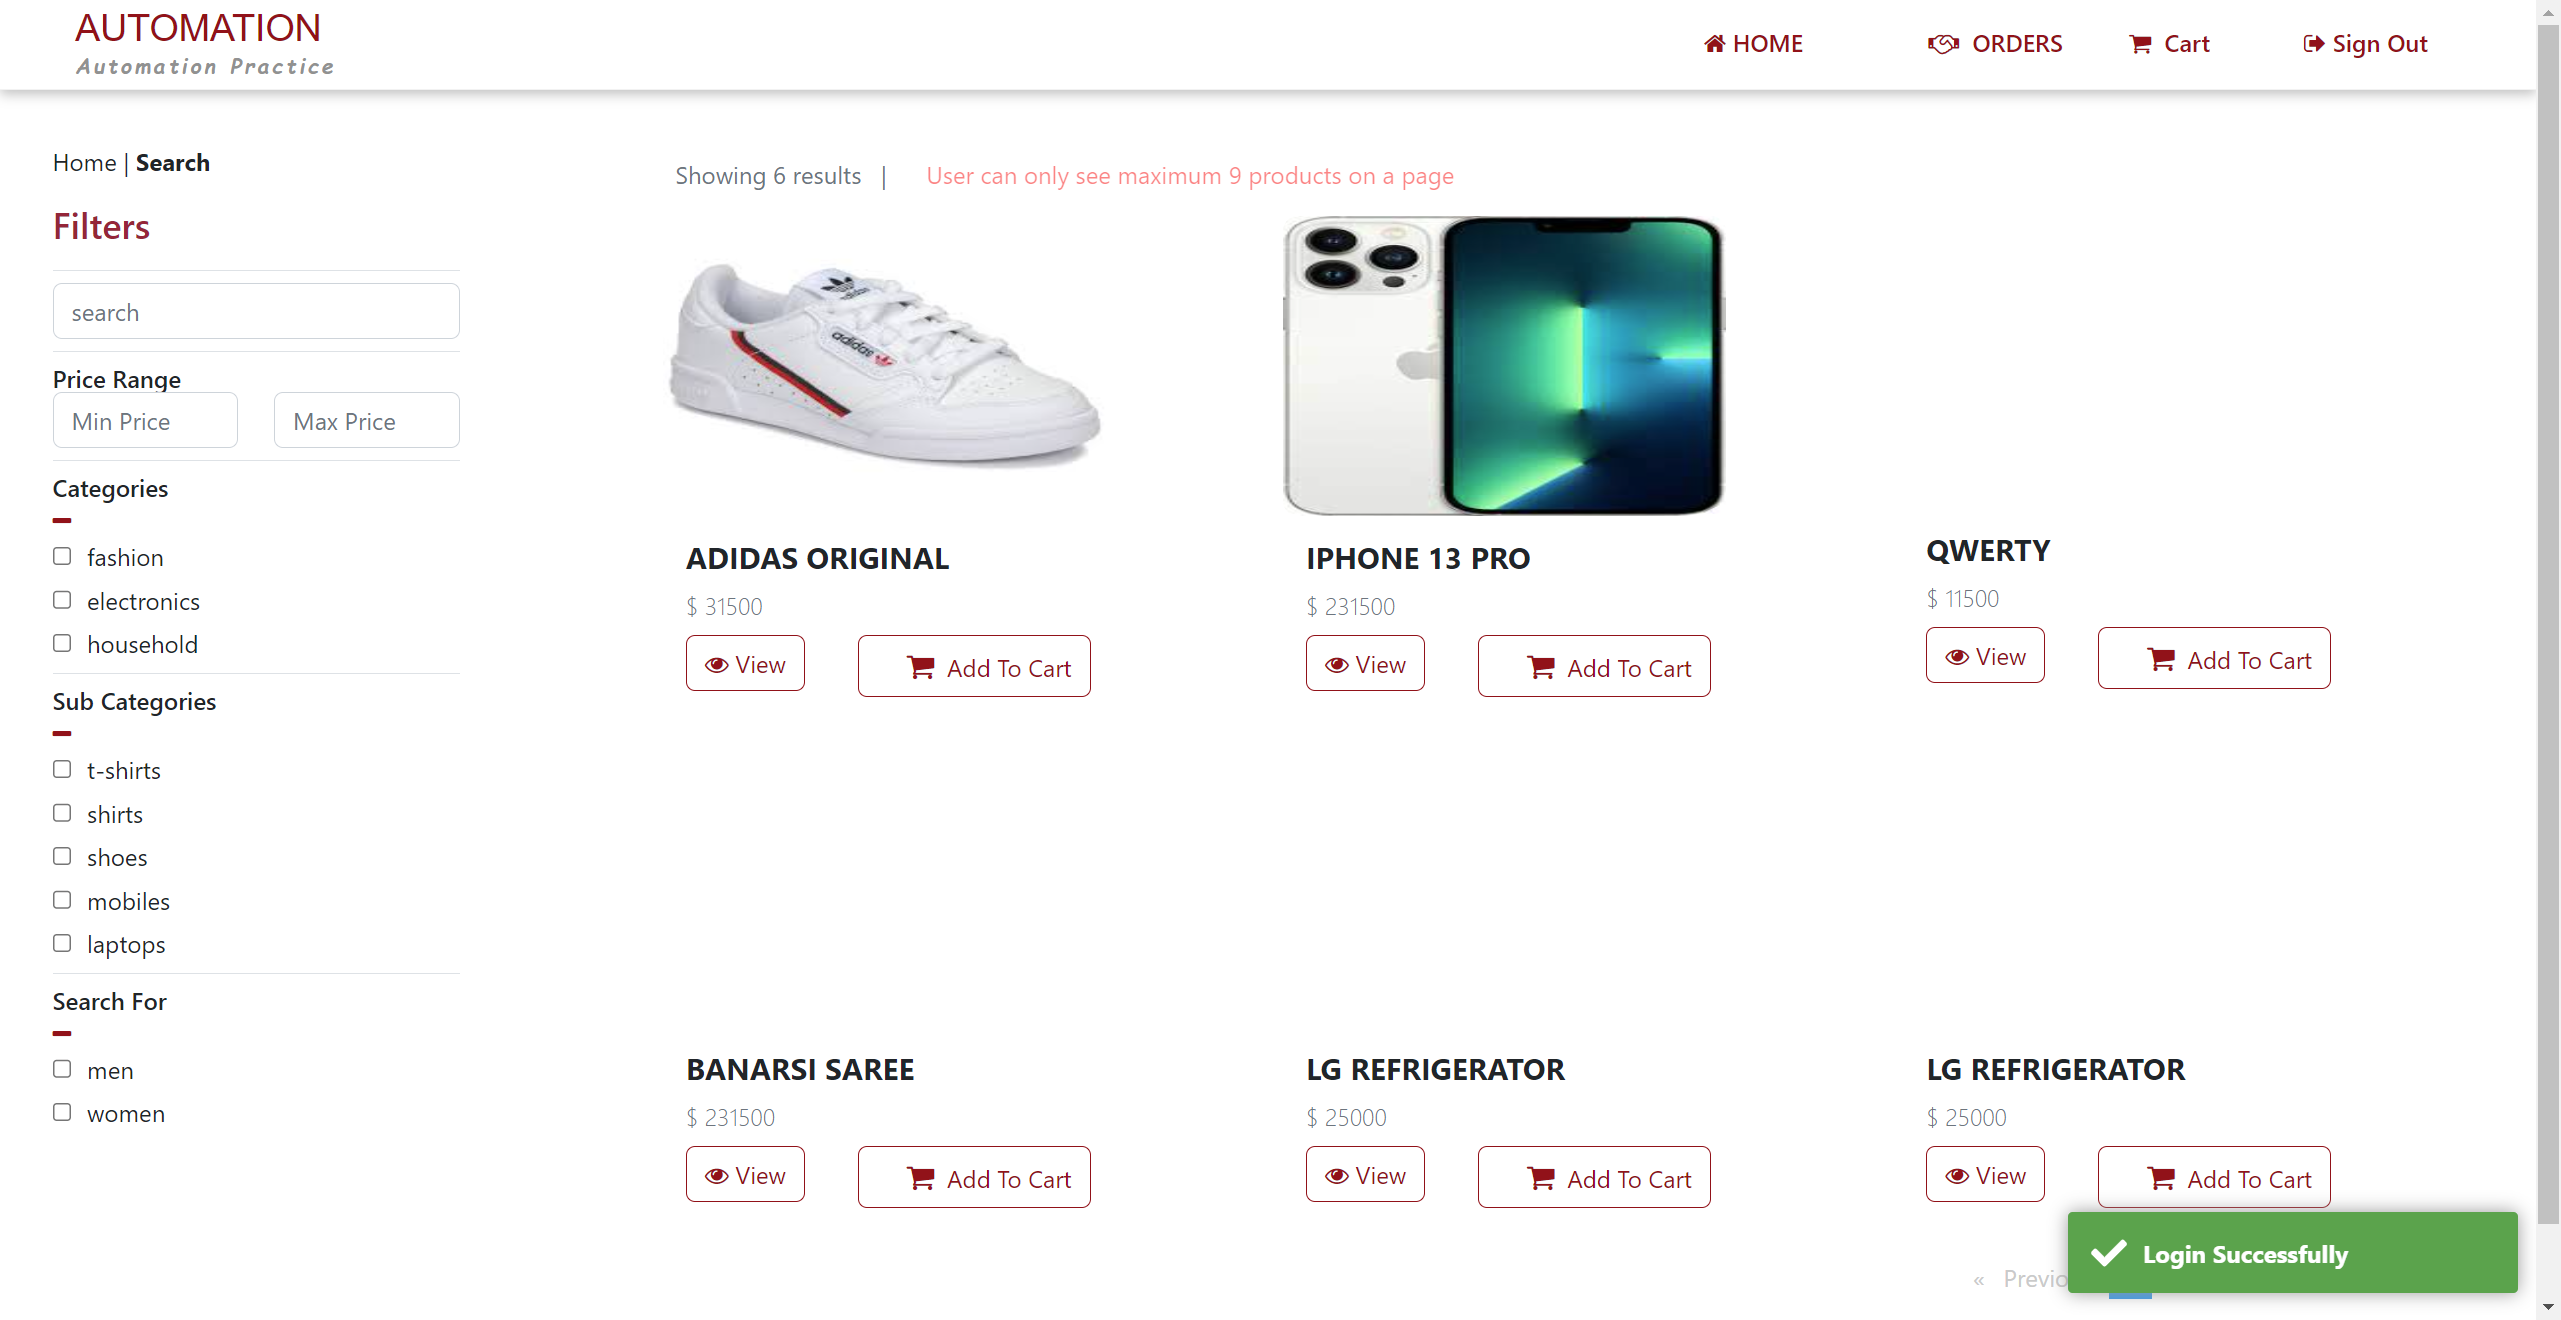 AUTOMATION
Automation Practice
HOME
ORDERS
Cart
Sign Out
Home | Search
Filters
search
Price Range
Min Price
Max Price
Categories
fashion
electronics
household
Sub Categories
t-shirts
shirts
shoes
mobiles
laptops
Search For
men
women
Showing 6 results |
User can only see maximum 9 products on a page
adidas
adidas
ADIDAS ORIGINAL
$ 31500
View
Add To Cart
IPHONE 13 PRO
$ 231500
View
Add To Cart
QWERTY
$ 11500
View
Add To Cart
BANARSI SAREE
$ 231500
View
Add To Cart
LG REFRIGERATOR
$ 25000
View
Add To Cart
LG REFRIGERATOR
$ 25000
View
Add To Cart
« Previo
Login Successfully